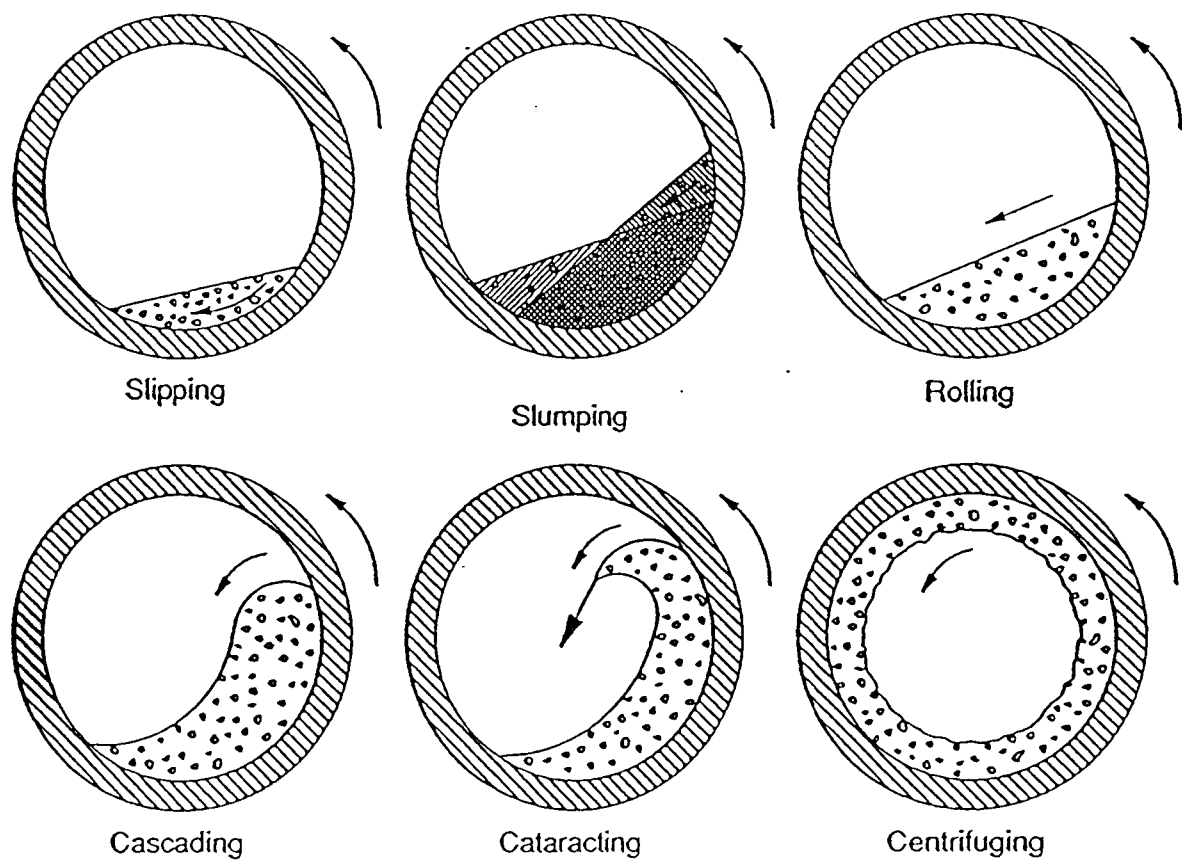 Slipping
Slumping
Rolling
Cascading
Cataracting
Centrifuging